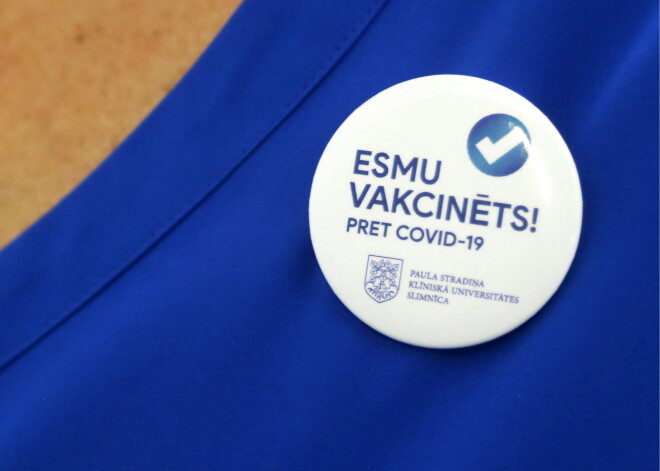 ESMU
VAKCINĒTS!
PRET COVID-19
PAULA STRADIŅA
KLĪNISKĀ UNIVERSITĀTES
SLIMNĪCA